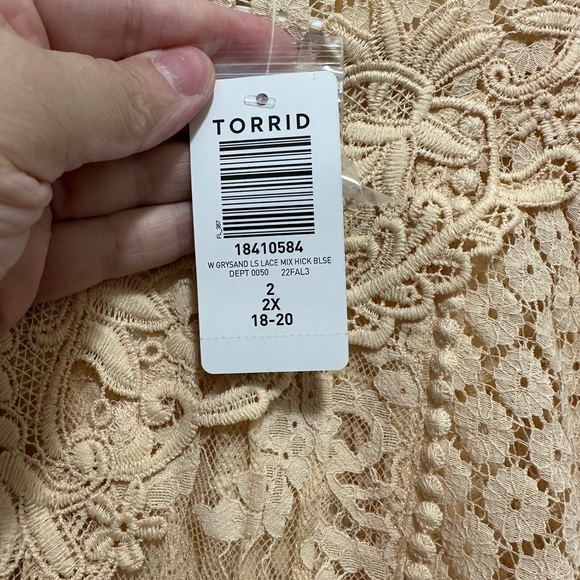 TORRID
FL_387
18410584
W GRYSAND LS LACE MIX HICK BLSE
DEPT 0050 22FAL3
2
2X
18-20